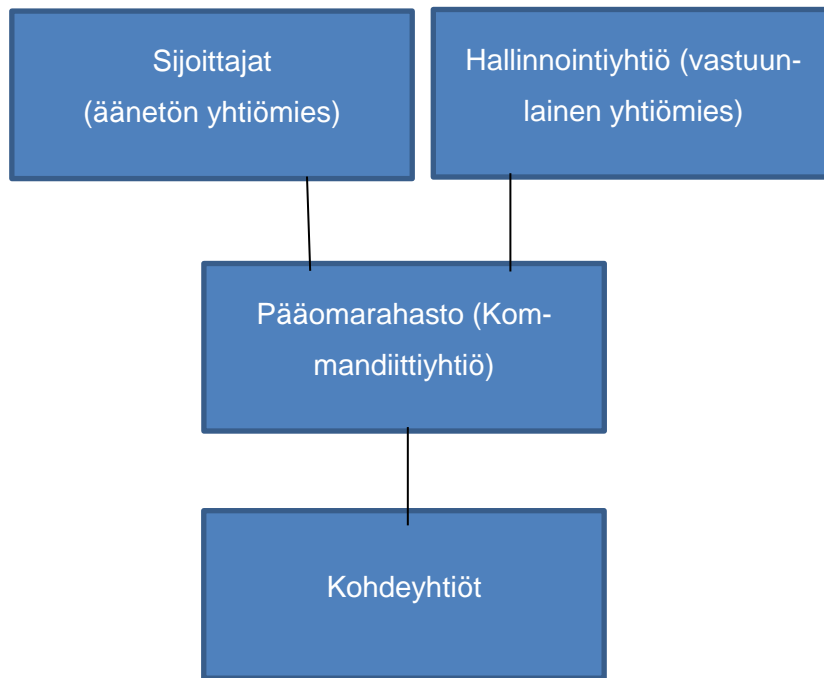 Sijoittajat
(äänetön yhtiömies)
Hallinnointiyhtiö (vastuun-
lainen yhtiömies)
Pääomarahasto (Kom-
mandiittiyhtiö)
Kohdeyhtiöt